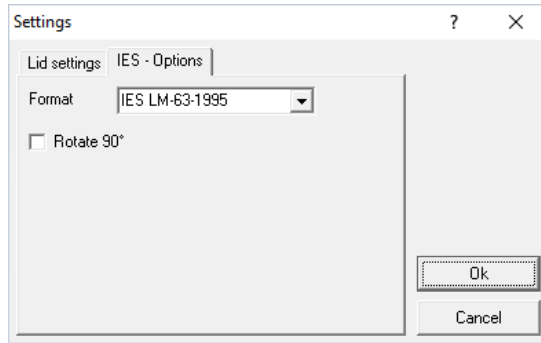 Settings ? ×
Lid settings IES - Options
Format IES LM-63-1995
Rotate 90°
Ok
Cancel